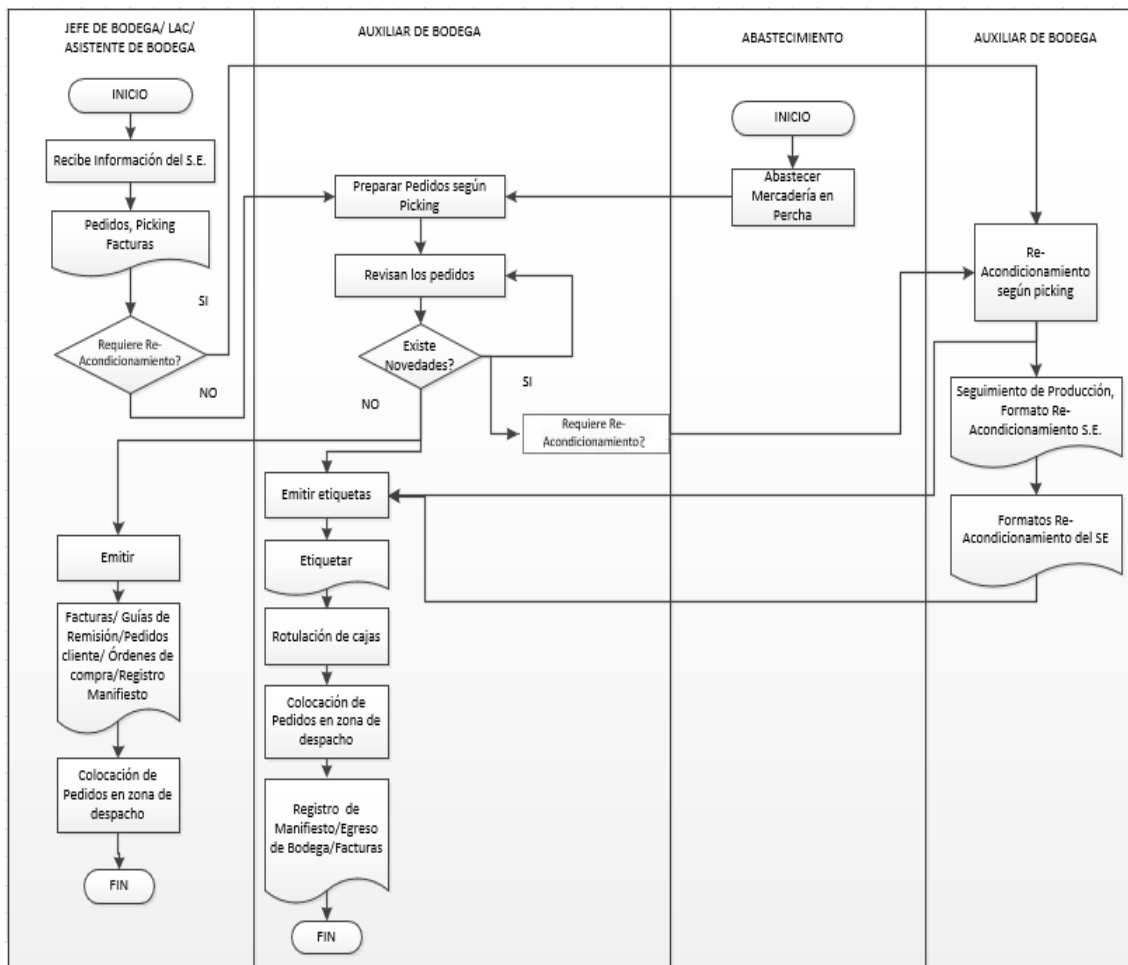 JEFE DE BODEGA/ LAC/
ASISTENTE DE BODEGA
AUXILIAR DE BODEGA
ABASTECIMIENTO
AUXILIAR DE BODEGA
INICIO
Recibe Información del S.E.
Pedidos, Picking
Facturas
SI
Requiere Re-
Acondicionamiento?
NO
Emitir
Facturas/ Guías de
Remisión/Pedidos
cliente/ Órdenes de
compra/Registro
Manifiesto
Colocación de
Pedidos en zona de
despacho
FIN
Preparar Pedidos según
Picking
Revisan los pedidos
Existe
Novedades?
SI
NO
Requiere Re-
Acondicionamiento?
Emitir etiquetas
Etiquetar
Rotulación de cajas
Colocación de
Pedidos en zona de
despacho
Registro de
Manifiesto/Egreso
de Bodega/Facturas
FIN
INICIO
Abastecer
Mercadería en
Percha
Re-
Acondicionamiento
según picking
Seguimiento de Producción,
Formato Re-
Acondicionamiento S.E.
Formatos Re-
Acondicionamiento del SE